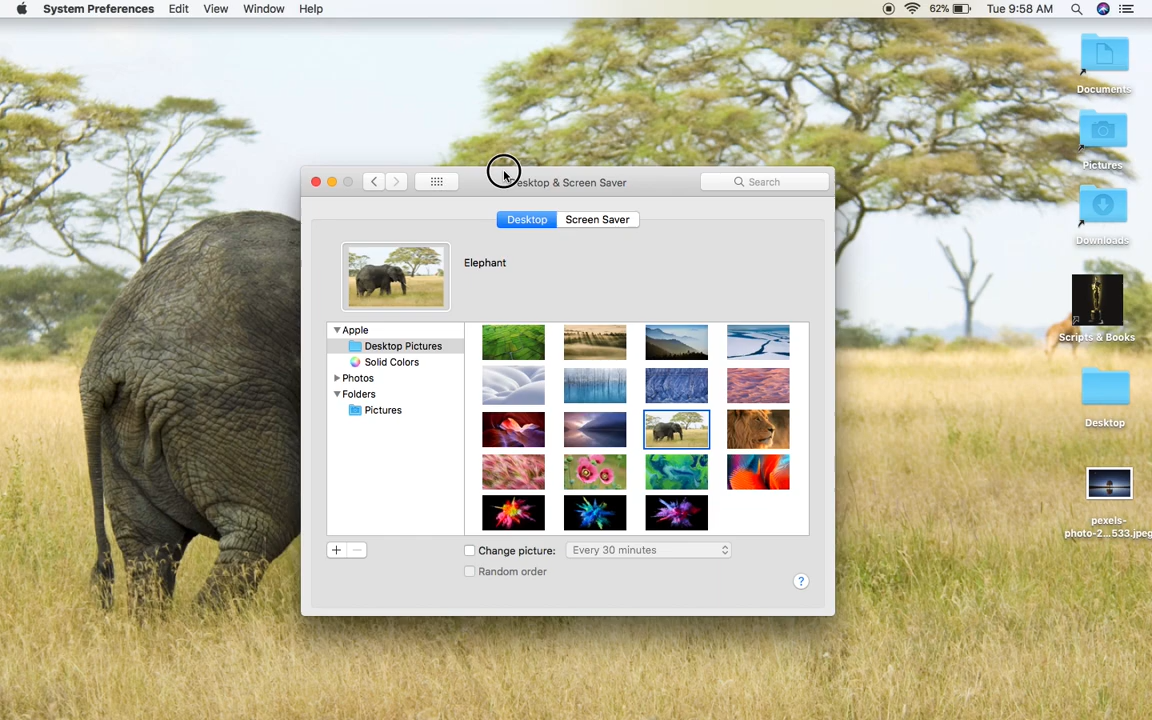 System Preferences Edit View Window Help 62% Tue 9:58 AM
Documents
Pictures
Downloads
Scripts & Books
Desktop
pexels-
photo-2...533.jpeg
Desktop & Screen Saver
Search
Desktop Screen Saver
Elephant
Apple
Desktop Pictures
Solid Colors
Photos
Folders
Pictures
+ −
Change picture: Every 30 minutes
Random order
?